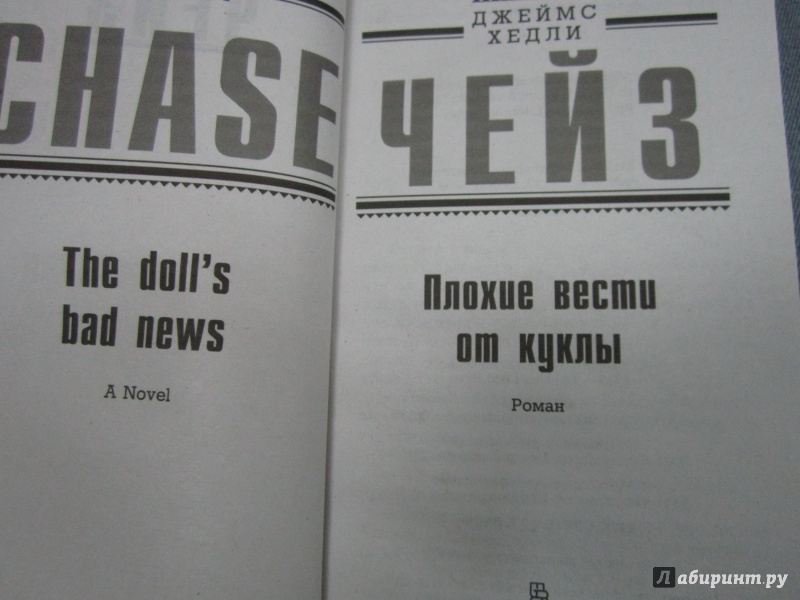 CHASE
The doll's
bad news
A Novel
ДЖЕЙМС
ХЕДЛИ
ЧЕЙЗ
Плохие вести
от куклы
Роман
Лабиринт.ру